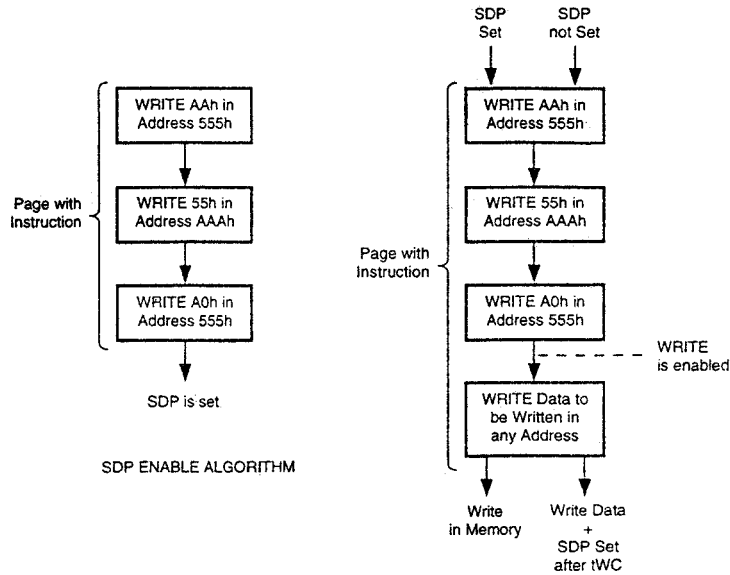 WRITE AAh in
Address 555h
Page with
Instruction
WRITE 55h in
Address AAAh
WRITE A0h in
Address 555h
SDP is set
SDP ENABLE ALGORITHM
SDP
Set
SDP
not Set
WRITE AAh in
Address 555h
WRITE 55h in
Address AAAh
Page with
Instruction
WRITE A0h in
Address 555h
WRITE
is enabled
WRITE Data to
be Written in
any Address
Write
in Memory
Write Data
+
SDP Set
after tWC